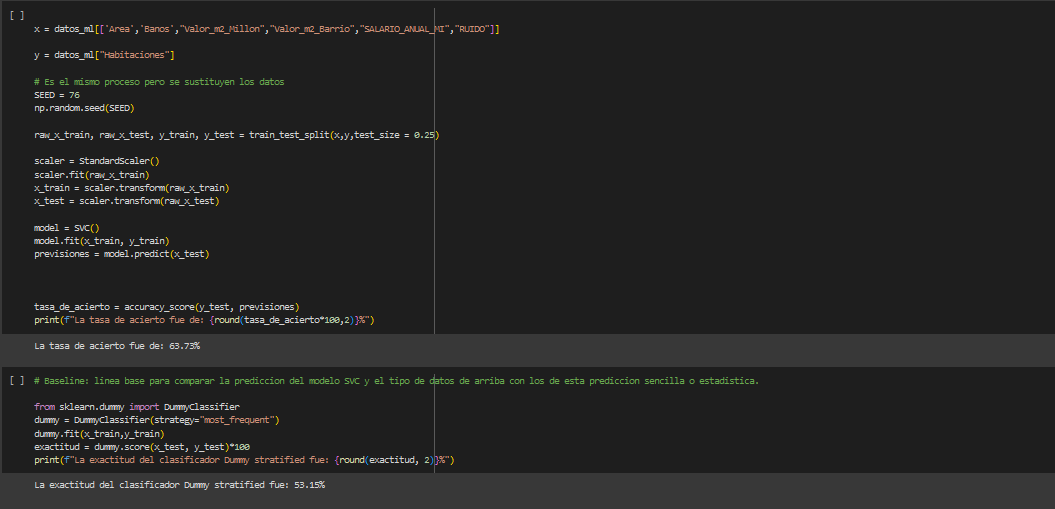 [ ]
x = datos_ml[['Area','Banos',"Valor_m2_Millon","Valor_m2_Barrio","SALARIO_ANUAL_MI","RUIDO"]]
y = datos_ml["Habitaciones"]
# Es el mismo proceso pero se sustituyen los datos
SEED = 76
np.random.seed(SEED)
raw_x_train, raw_x_test, y_train, y_test = train_test_split(x,y,test_size = 0.25)
scaler = StandardScaler()
scaler.fit(raw_x_train)
x_train = scaler.transform(raw_x_train)
x_test = scaler.transform(raw_x_test)
model = SVC()
model.fit(x_train, y_train)
previsiones = model.predict(x_test)
tasa_de_acierto = accuracy_score(y_test, previsiones)
print(f"La tasa de acierto fue de: {round(tasa_de_acierto*100,2)}%")
La tasa de acierto fue de: 63.73%
[ ] # Baseline: linea base para comparar la prediccion del modelo SVC y el tipo de datos de arriba con los de esta prediccion sencilla o estadistica.
from sklearn.dummy import DummyClassifier
dummy = DummyClassifier(strategy="most_frequent")
dummy.fit(x_train,y_train)
exactitud = dummy.score(x_test, y_test)*100
print(f"La exactitud del clasificador Dummy stratified fue: {round(exactitud, 2)}%")
La exactitud del clasificador Dummy stratified fue: 53.15%